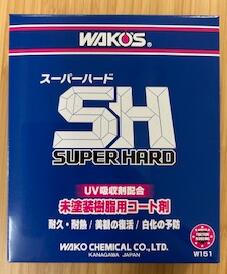 WAKO'S®
スーパーハード
SH
SUPER HARD
UV吸収剤配合
未塗装樹脂用コート剤
耐久・耐熱/美観の復活/白化の予防
WAKO CHEMICAL CO.,LTD.
KANAGAWA JAPAN
W151